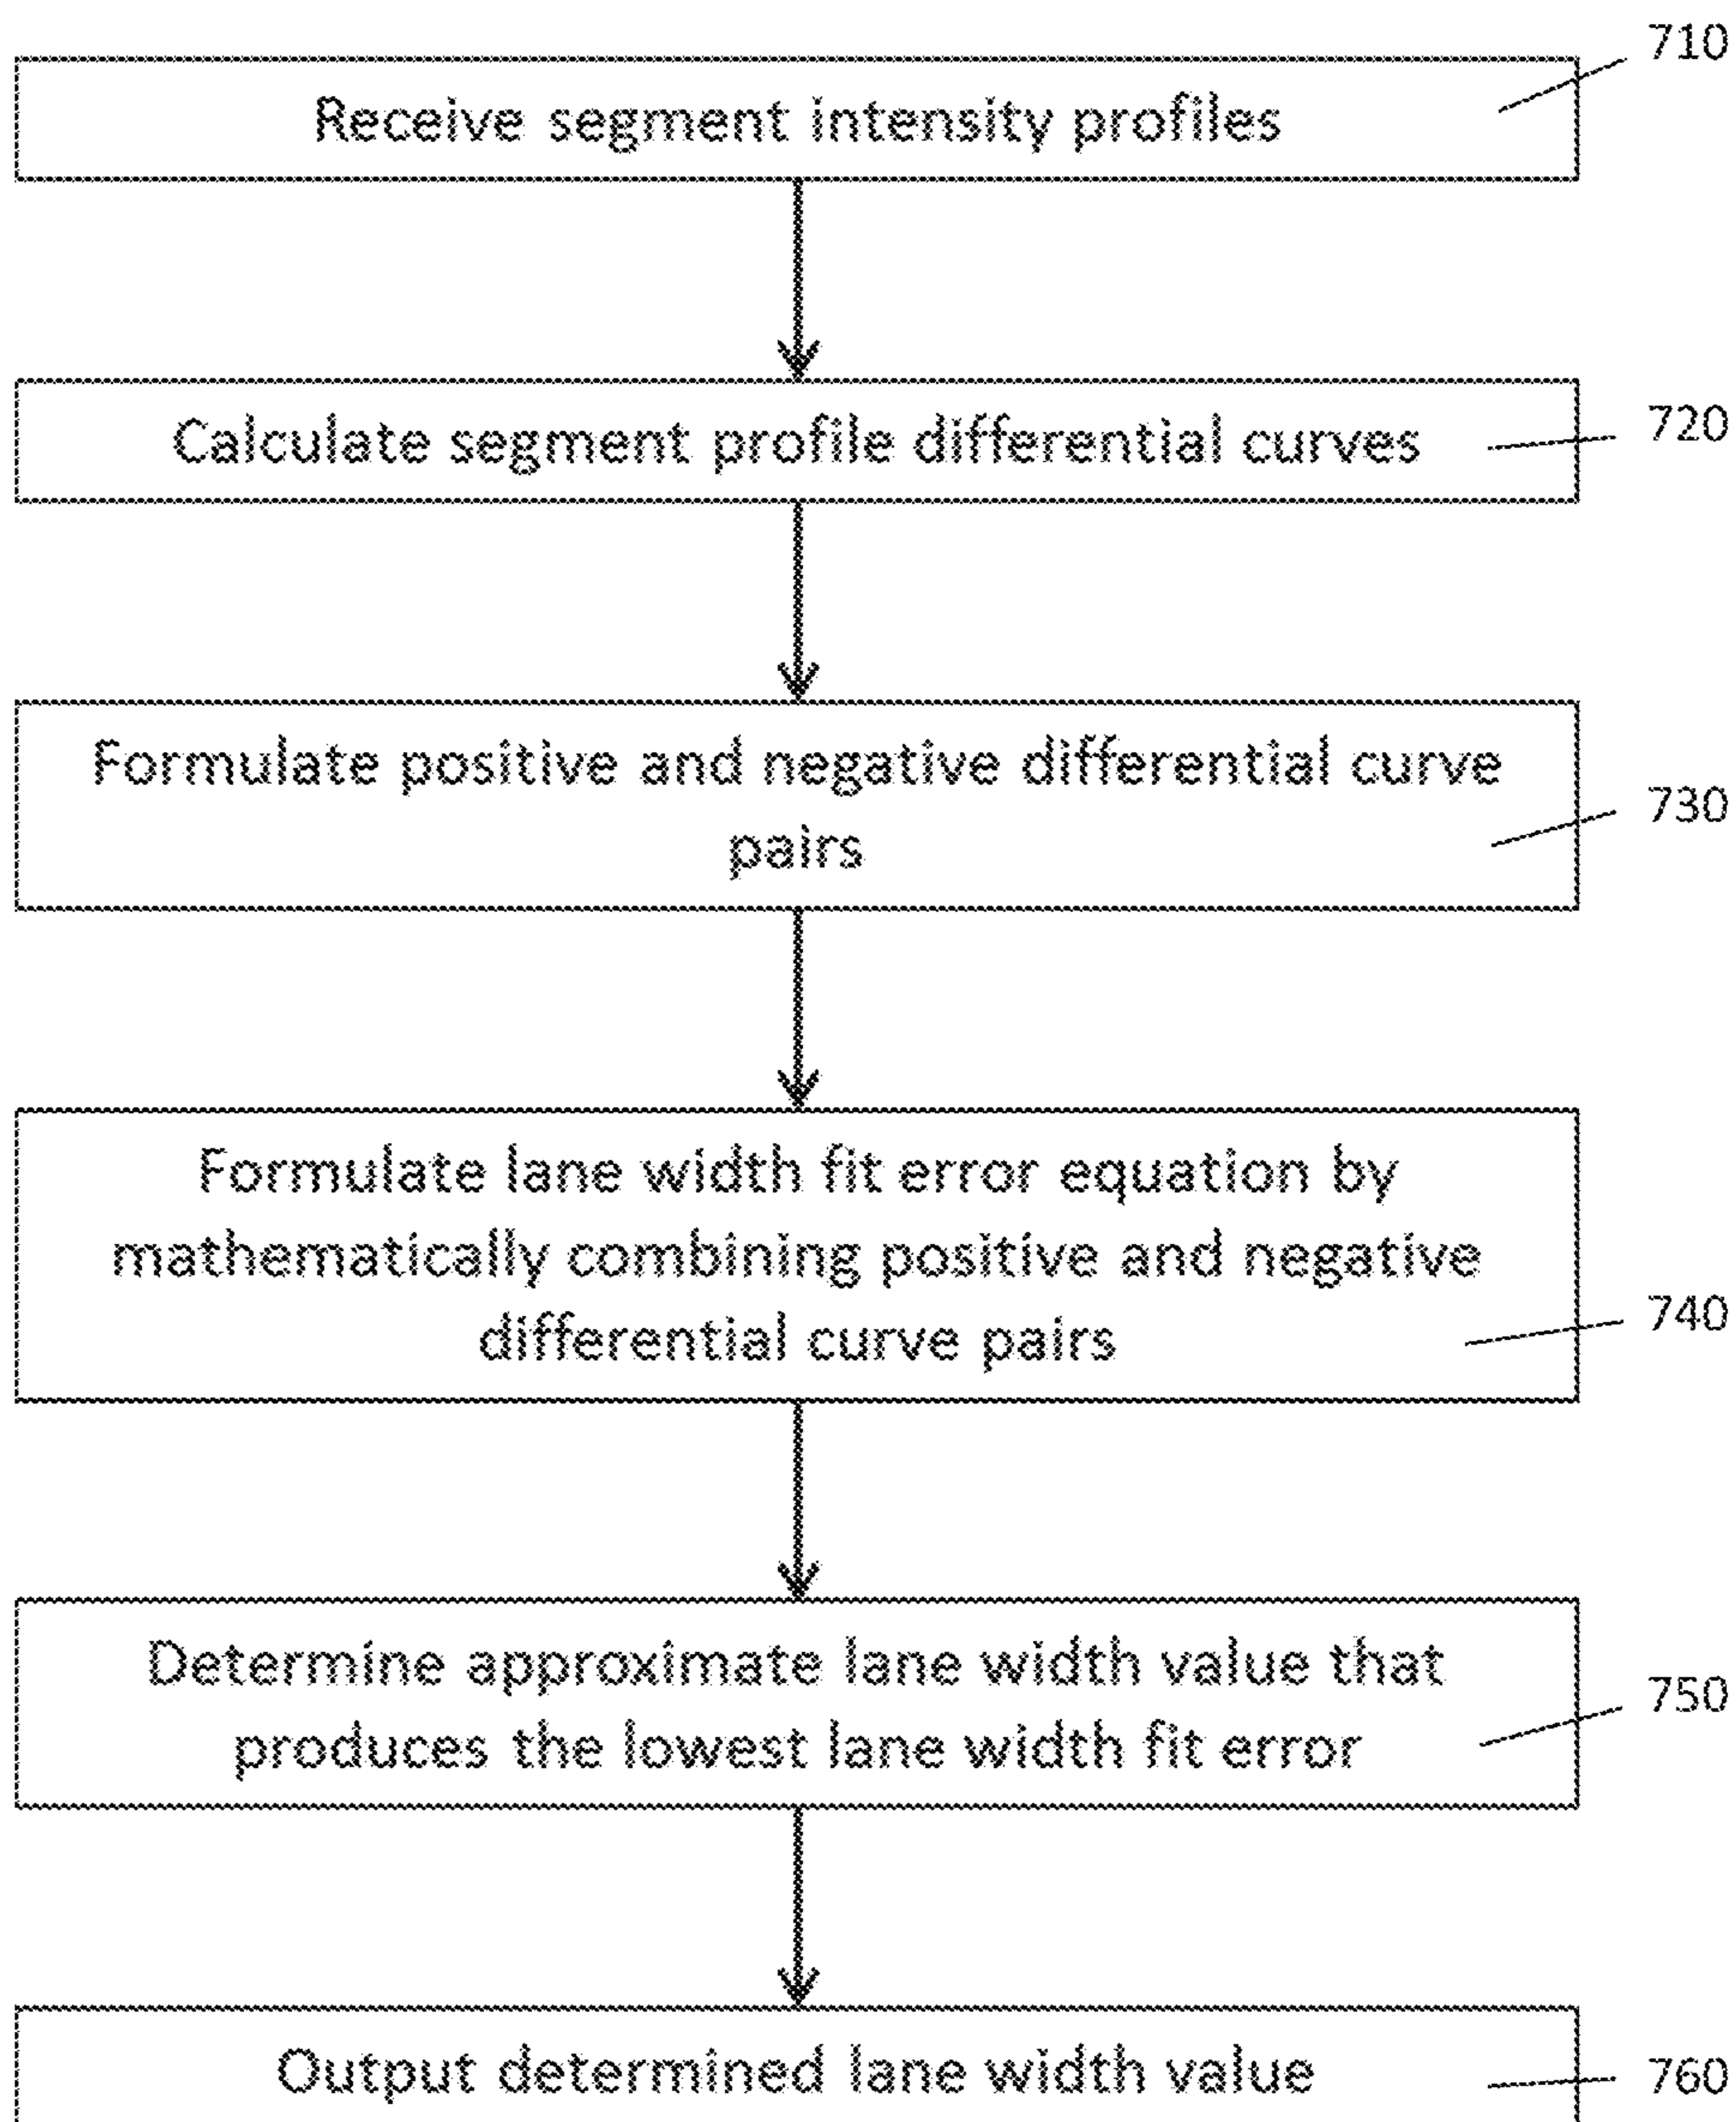 710
Receive segment intensity profiles
720
Calculate segment profile differential curves
Formulate positive and negative differential curve
730
pairs
Formulate lane width fit error equation by
mathematically combining positive and negative
740
differential curve pairs
Determine approximate lane width value that
750
produces the lowest lane width fit error
Output determined lane width value
760